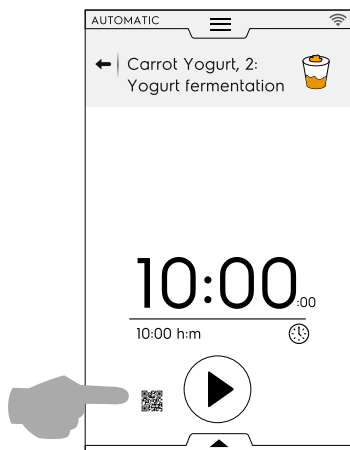 AUTOMATIC
Carrot Yogurt, 2:
Yogurt fermentation
10:00:00
10:00 h:m